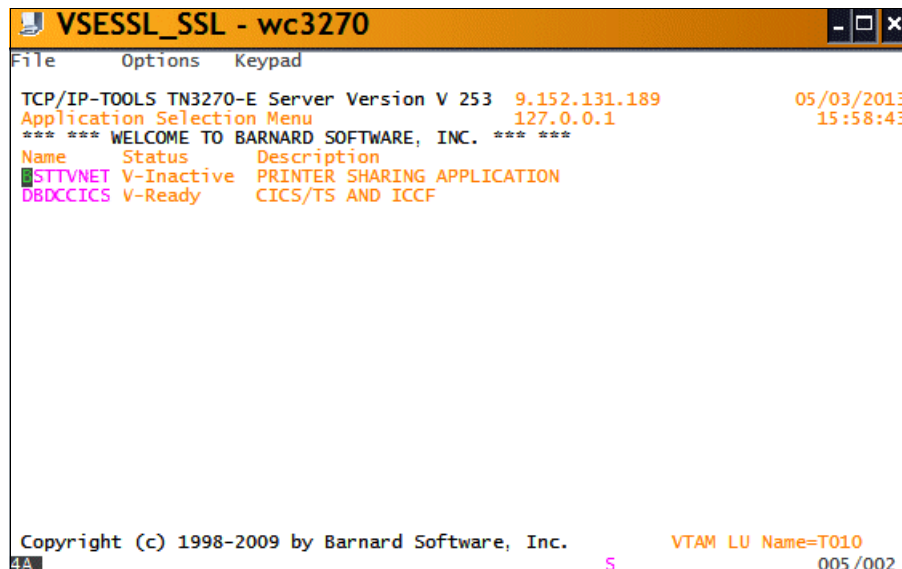 VSESSL_SSL - wc3270
File Options Keypad
TCP/IP-TOOLS TN3270-E Server Version V 253 9.152.131.189 05/03/2013
Application Selection Menu 127.0.0.1 15:58:43
*** *** WELCOME TO BARNARD SOFTWARE, INC. *** ***
Name Status Description
BSTTVNET V-Inactive PRINTER SHARING APPLICATION
DBDCCICS V-Ready CICS/TS AND ICCF
Copyright (c) 1998-2009 by Barnard Software, Inc. VTAM LU Name=T010
4A S 005/002